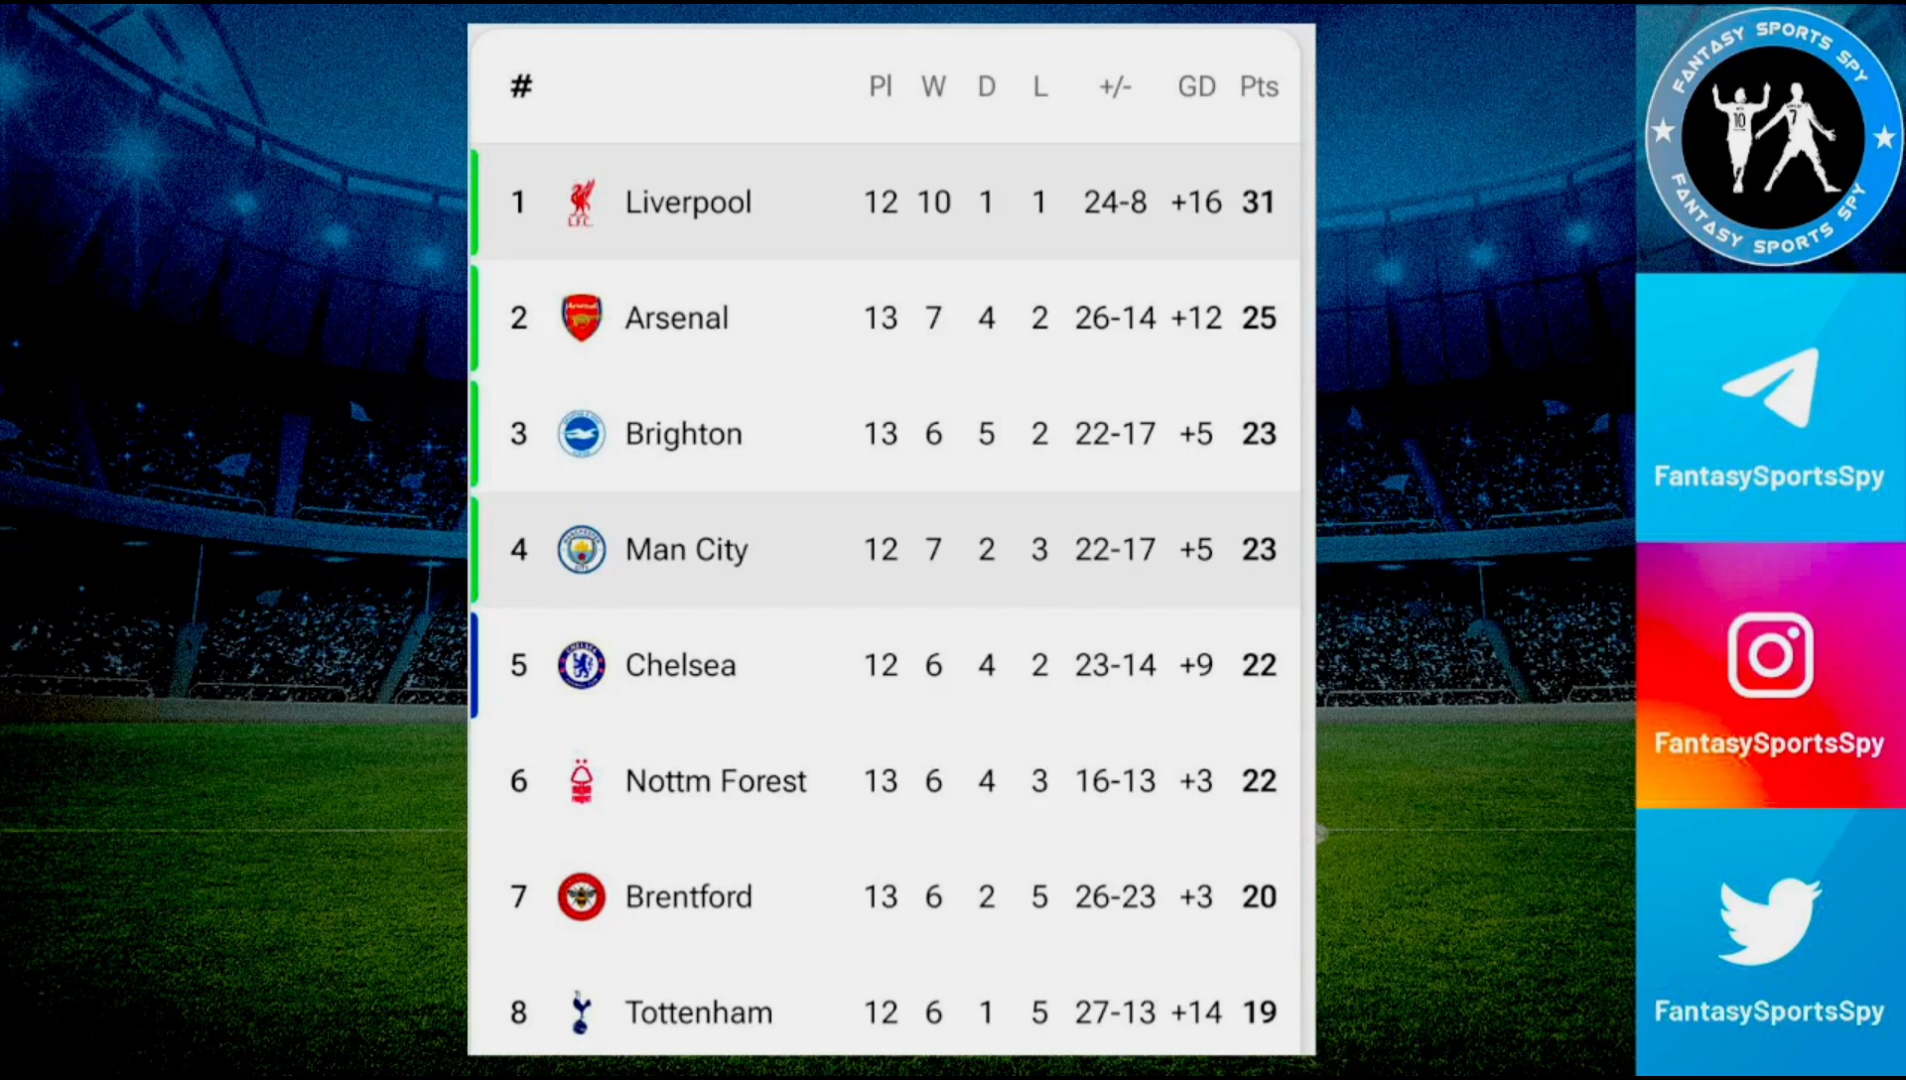 # Pl W D L +/- GD Pts
1 Liverpool 12 10 1 1 24-8 +16 31
2 Arsenal 13 7 4 2 26-14 +12 25
3 Brighton 13 6 5 2 22-17 +5 23
4 Man City 12 7 2 3 22-17 +5 23
5 Chelsea 12 6 4 2 23-14 +9 22
6 Nottm Forest 13 6 4 3 16-13 +3 22
7 Brentford 13 6 2 5 26-23 +3 20
8 Tottenham 12 6 1 5 27-13 +14 19
FANTASY SPORTS SPY
10
7
FANTASY SPORTS SPY
FantasySportsSpy
FantasySportsSpy
FantasySportsSpy